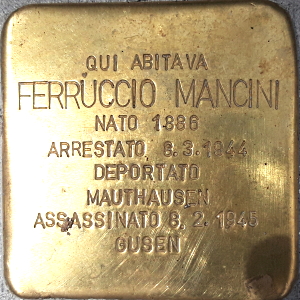 QUI ABITAVA
FERRUCCIO MANCINI
NATO 1886
ARRESTATO 6.3.1944
DEPORTATO
MAUTHAUSEN
ASSASSINATO 8.2.1945
GUSEN